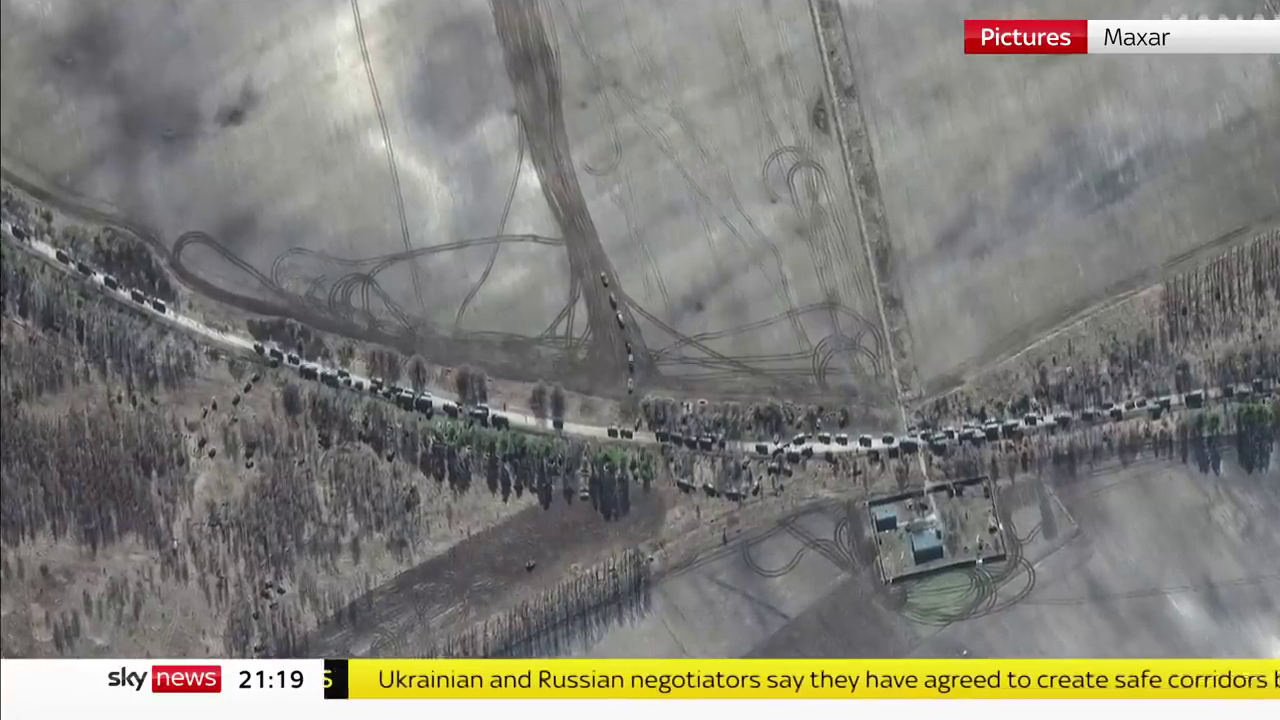 Pictures Maxar
sky news 21:19 S Ukrainian and Russian negotiators say they have agreed to create safe corridors b